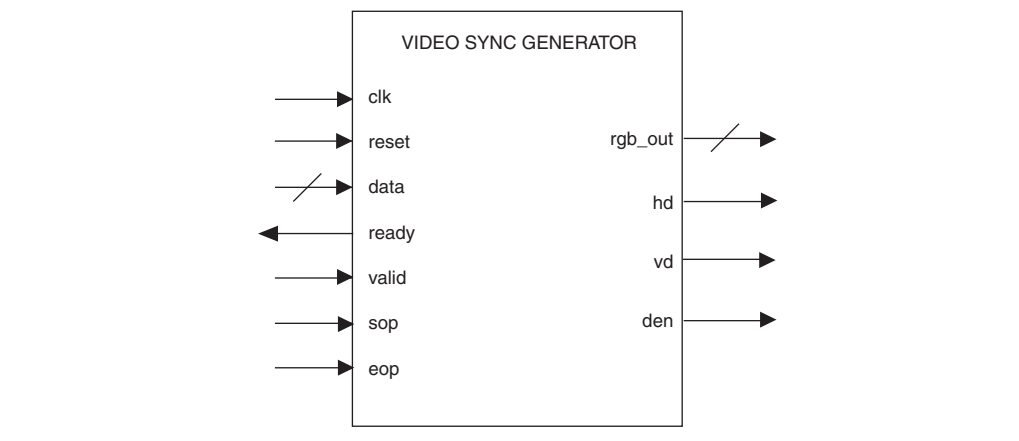 VIDEO SYNC GENERATOR
clk
reset
data
ready
valid
sop
eop
rgb_out
hd
vd
den